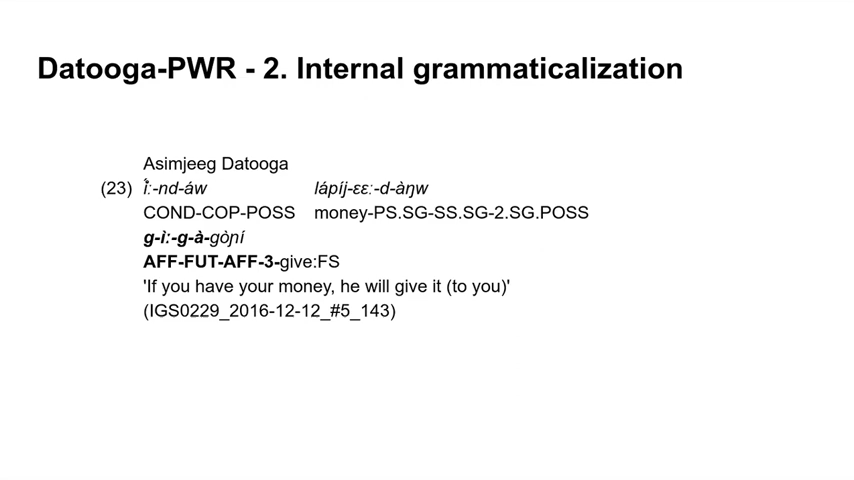 Datooga-PWR - 2. Internal grammaticalization
Asimjeeg Datooga
(23) í̂ː-nd-áw lápíj-ɛɛː-d-àŋw
COND-COP-POSS money-PS.SG-SS.SG-2.SG.POSS
g-ìː-g-à-gòɲí
AFF-FUT-AFF-3-give:FS
'If you have your money, he will give it (to you)'
(IGS0229_2016-12-12_#5_143)